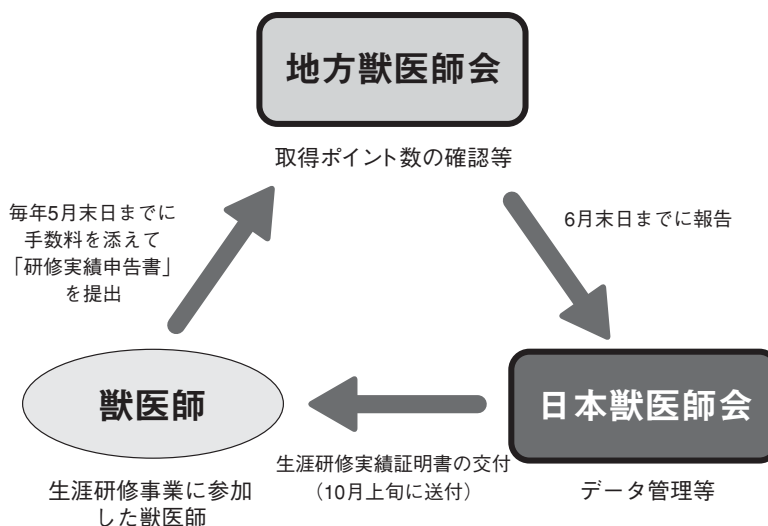 地方獣医師会
取得ポイント数の確認等
毎年5月末日までに
手数料を添えて
「研修実績申告書」
を提出
6月末日までに報告
獣医師
日本獣医師会
生涯研修実績証明書の交付
（10月上旬に送付）
生涯研修事業に参加
した獣医師
データ管理等